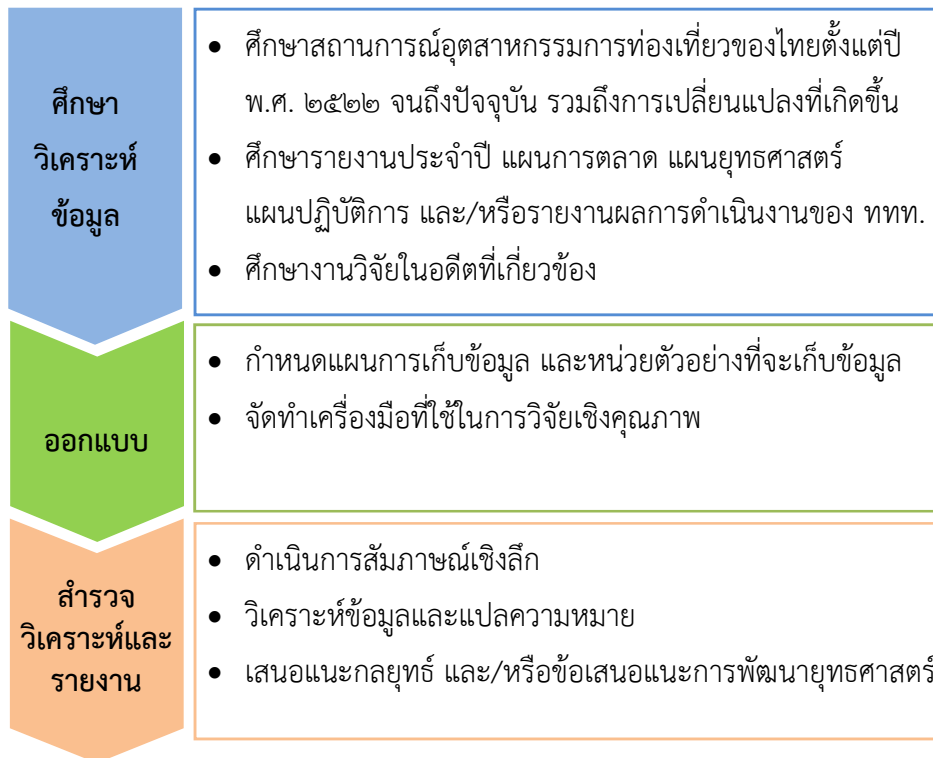 ศึกษา
วิเคราะห์
ข้อมูล
• ศึกษาสถานการณ์อุตสาหกรรมการท่องเที่ยวของไทยตั้งแต่ปี
พ.ศ. ๒๕๒๒ จนถึงปัจจุบัน รวมถึงการเปลี่ยนแปลงที่เกิดขึ้น
• ศึกษารายงานประจำปี แผนการตลาด แผนยุทธศาสตร์
แผนปฏิบัติการ และ/หรือรายงานผลการดำเนินงานของ ททท.
• ศึกษางานวิจัยในอดีตที่เกี่ยวข้อง
ออกแบบ
• กำหนดแผนการเก็บข้อมูล และหน่วยตัวอย่างที่จะเก็บข้อมูล
• จัดทำเครื่องมือที่ใช้ในการวิจัยเชิงคุณภาพ
สำรวจ
วิเคราะห์และ
รายงาน
• ดำเนินการสัมภาษณ์เชิงลึก
• วิเคราะห์ข้อมูลและแปลความหมาย
• เสนอแนะกลยุทธ์ และ/หรือข้อเสนอแนะการพัฒนายุทธศาสตร์